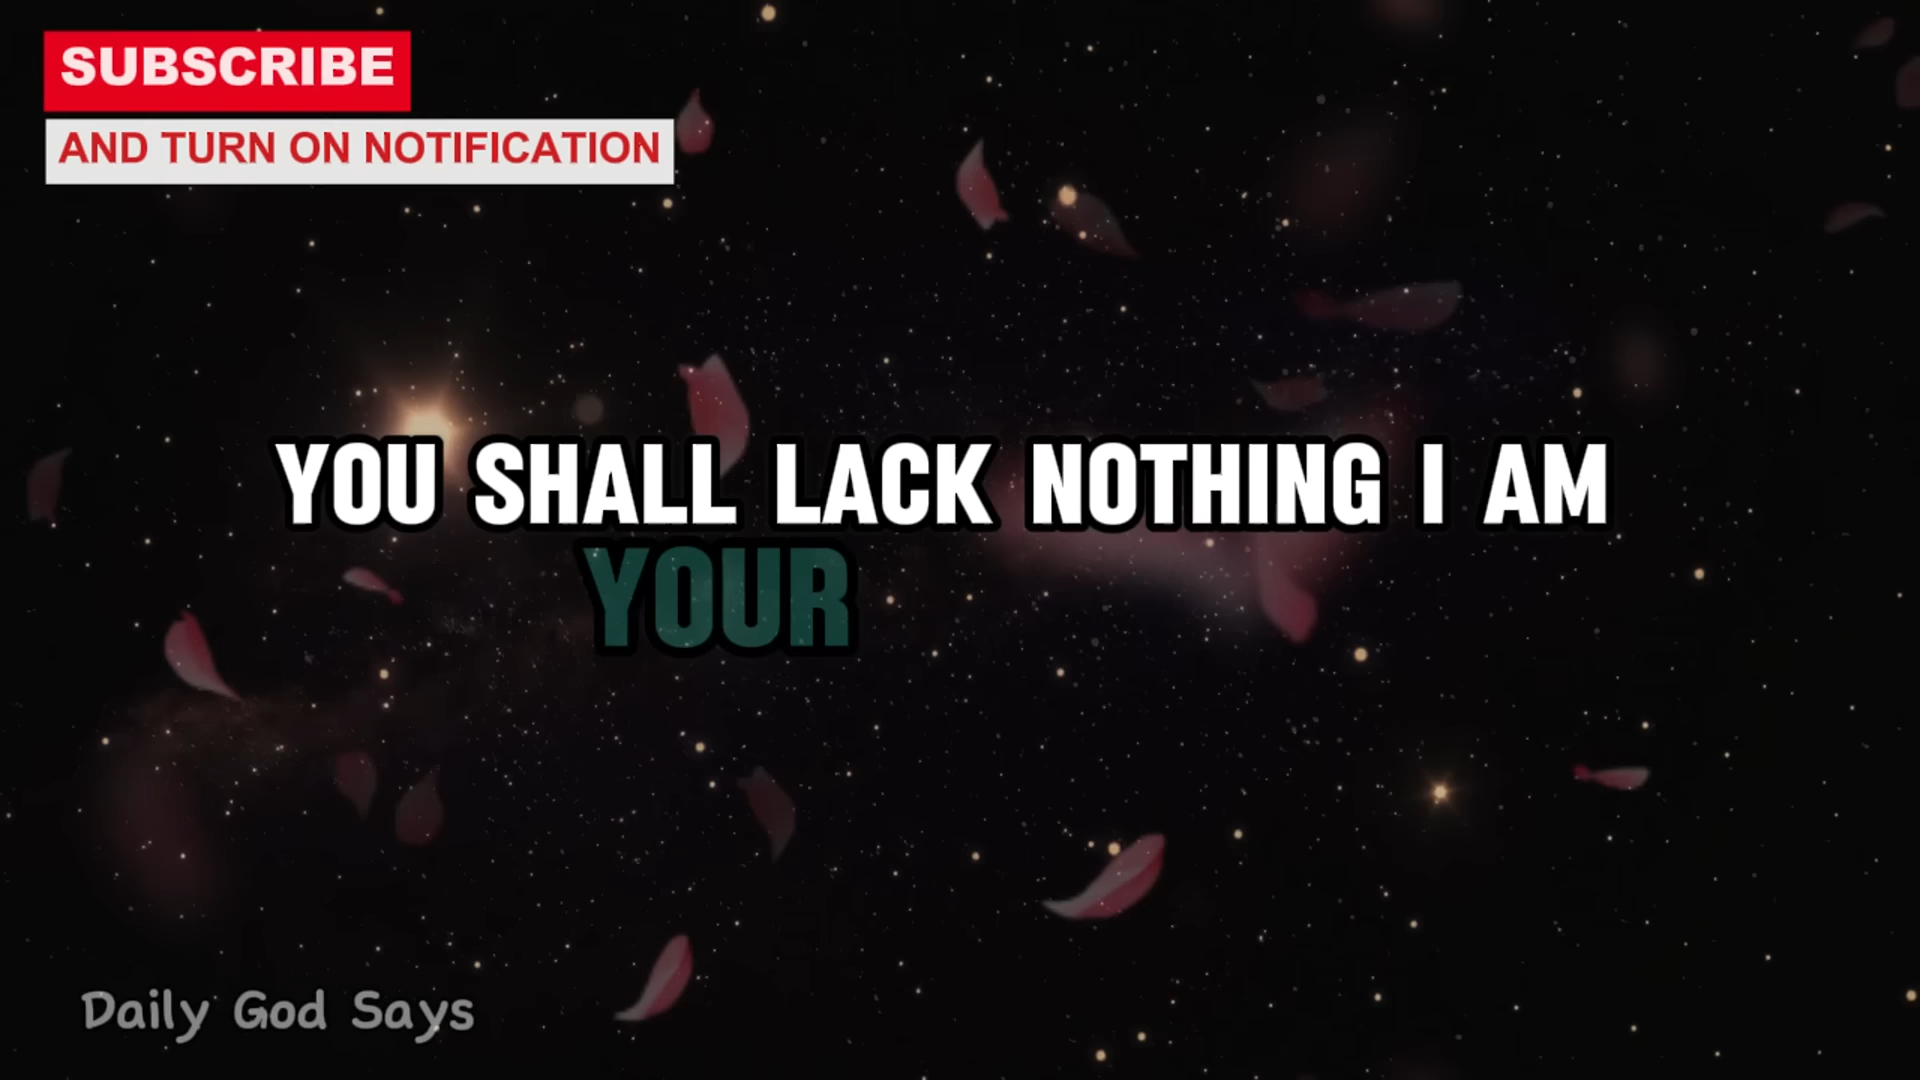 SUBSCRIBE
AND TURN ON NOTIFICATION
YOU SHALL LACK NOTHING I AM
YOUR
Daily God Says